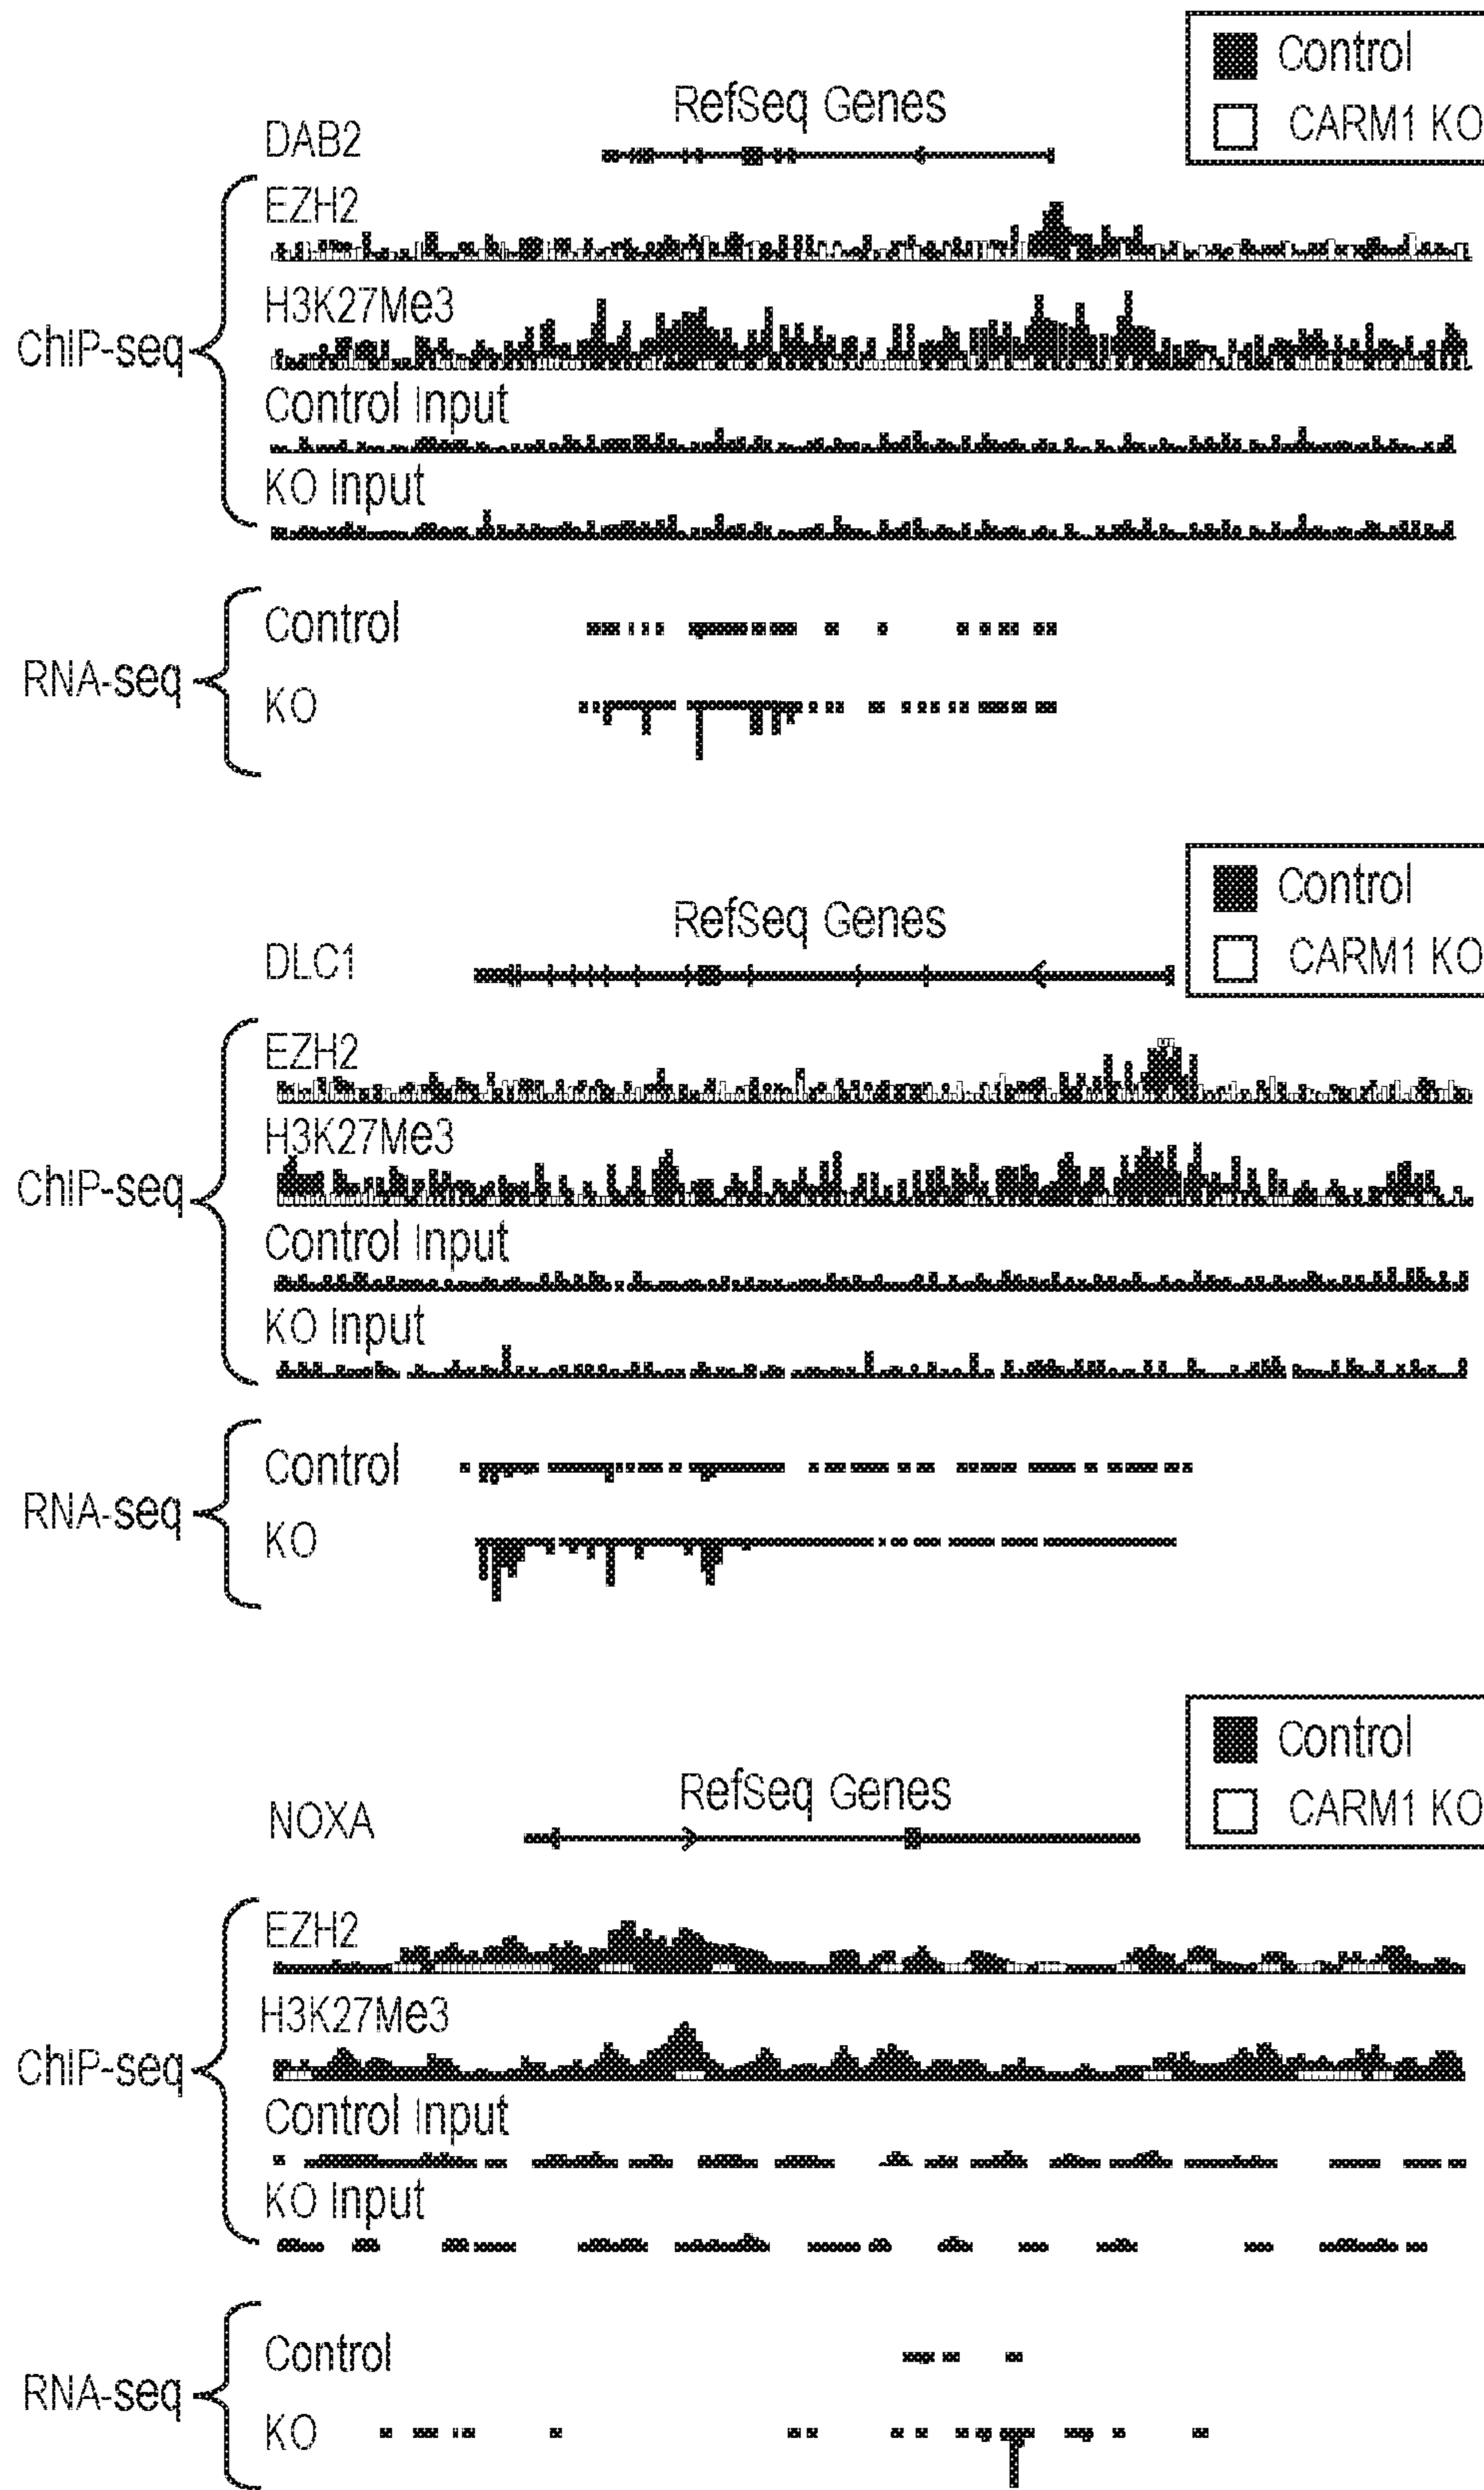 Control
CARM1 KO
RefSeq Genes
DAB2
EZH2
H3K27Me3
ChIP-seq
Control Input
KO Input
Control
RNA-seq
KO
Control
CARM1 KO
RefSeq Genes
DLC1
EZH2
H3K27Me3
ChIP-seq
Control Input
KO Input
Control
RNA-seq
KO
Control
CARM1 KO
RefSeq Genes
NOXA
EZH2
H3K27Me3
ChIP-seq
Control Input
KO Input
Control
RNA-seq
KO